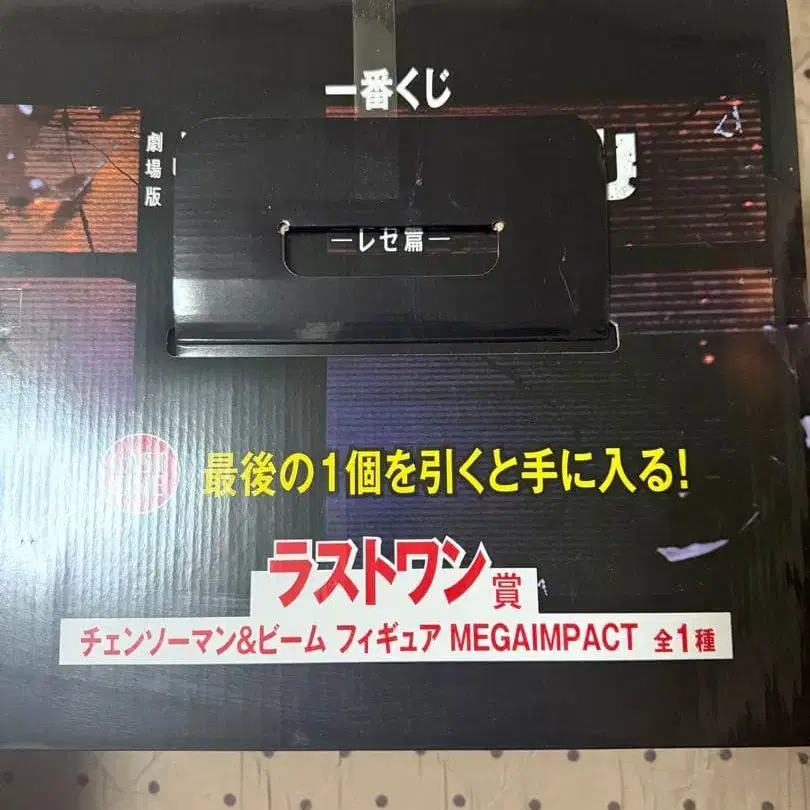 一番くじ
劇場版
―レゼ篇―
最後の1個を引くと手に入る!
ラストワン賞
チェンソーマン&ビーム フィギュア MEGAIMPACT 全1種